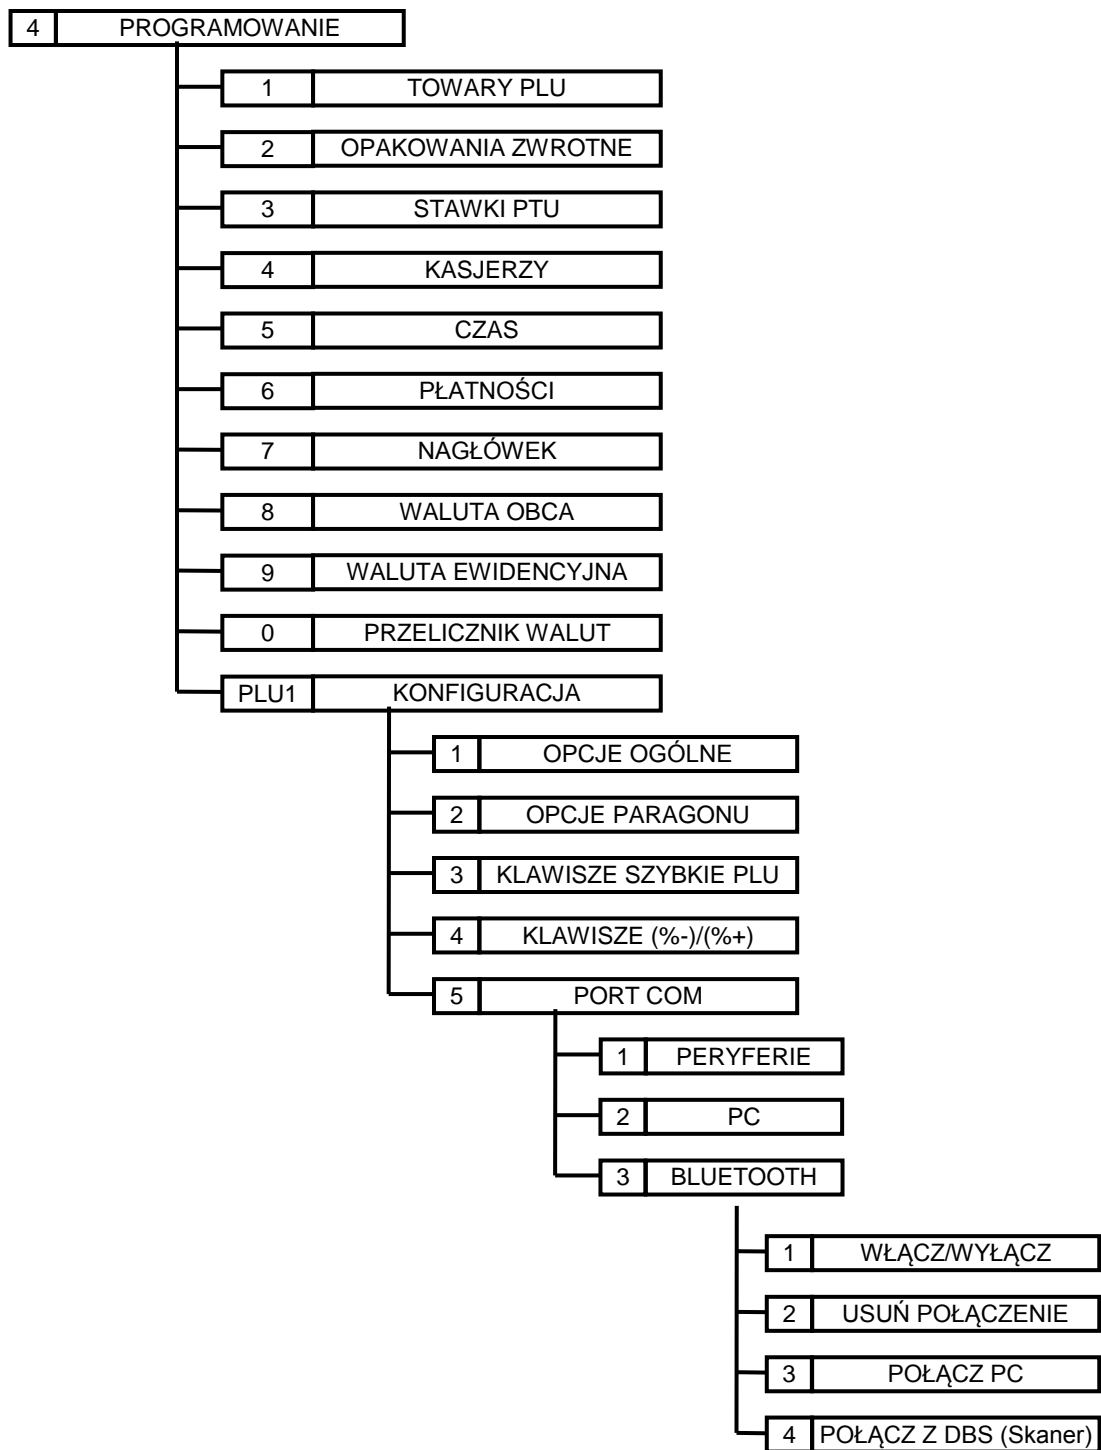 4 PROGRAMOWANIE
1 TOWARY PLU
2 OPAKOWANIA ZWROTNE
3 STAWKI PTU
4 KASJERZY
5 CZAS
6 PŁATNOŚCI
7 NAGŁÓWEK
8 WALUTA OBCA
9 WALUTA EWIDENCYJNA
0 PRZELICZNIK WALUT
PLU1 KONFIGURACJA
1 OPCJE OGÓLNE
2 OPCJE PARAGONU
3 KLAWISZE SZYBKIE PLU
4 KLAWISZE (%-)/(%+)
5 PORT COM
1 PERYFERIE
2 PC
3 BLUETOOTH
1 WŁĄCZ/WYŁĄCZ
2 USUŃ POŁĄCZENIE
3 POŁĄCZ PC
4 POŁĄCZ Z DBS (Skaner)